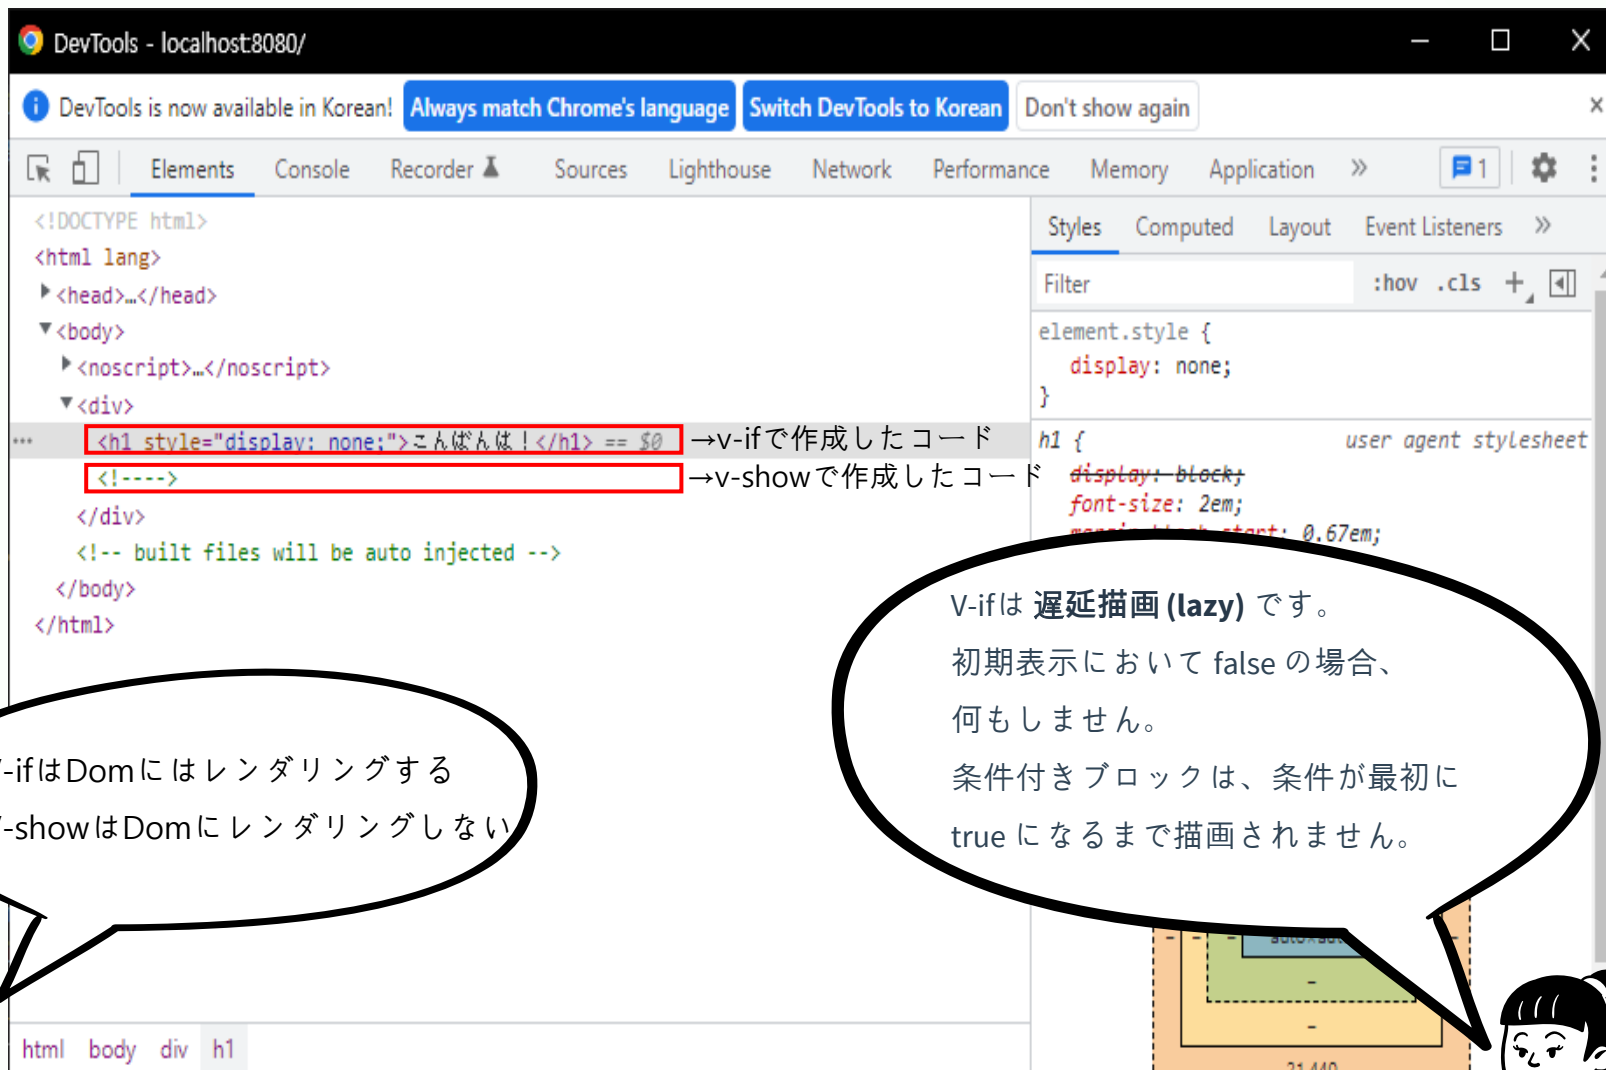 DevTools - localhost:8080/
DevTools is now available in Korean! Always match Chrome's language Switch DevTools to Korean Don't show again
Elements Console Recorder Sources Lighthouse Network Performance Memory Application » 1
<!DOCTYPE html>
<html lang>
<head>…</head>
<body>
<noscript>…</noscript>
<div>
<h1 style="display: none;">こんばんは！</h1> == $0 →v-ifで作成したコード
<!----> →v-showで作成したコード
</div>
<!-- built files will be auto injected -->
</body>
</html>
Styles Computed Layout Event Listeners »
Filter :hov .cls +
element.style {
display: none;
}
h1 { user agent stylesheet
display: block;
font-size: 2em;
0.67em;
V-ifは 遅延描画 (lazy) です。
初期表示において false の場合、
何もしません。
条件付きブロックは、条件が最初に
true になるまで描画されません。
-ifはDomにはレンダリングする
-showはDomにレンダリングしない
html body div h1